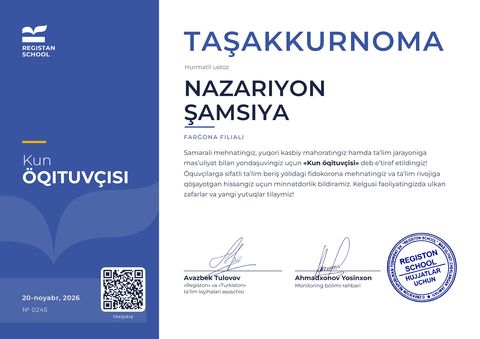 REGISTAN
SCHOOL
Kun
ÖQITUVÇISI
20-noyabr, 2026
№ 0245
TEKŞIRIŞ
TAŞAKKURNOMA
Hurmatli ustoz
NAZARIYON
ŞAMSIYA
FARĞONA FILIALI
Samarali mehnatingiz, yuqori kasbiy mahoratingiz hamda ta'lim jarayoniga
mas'uliyat bilan yondaşuvingiz uçun «Kun öqituvçisi» deb e'tirof etildingiz!
Öquvçilarga sifatli ta'lim beriş yölidagi fidokorona mehnatingiz va ta'lim rivojiga
qöşayotgan hissangiz uçun minnatdorlik bildiramiz. Kelgusi faoliyatingizda ulkan
zafarlar va yangi yutuqlar tilaymiz!
Avazbek Tulovov
«Registon» va «Turkiston»
ta'lim loyihalari asosçisi
Ahmadxonov Yosinxon
Monitoring bölimi rahbari
REGISTON
SCHOOL
HUJJATLAR
UCHUN